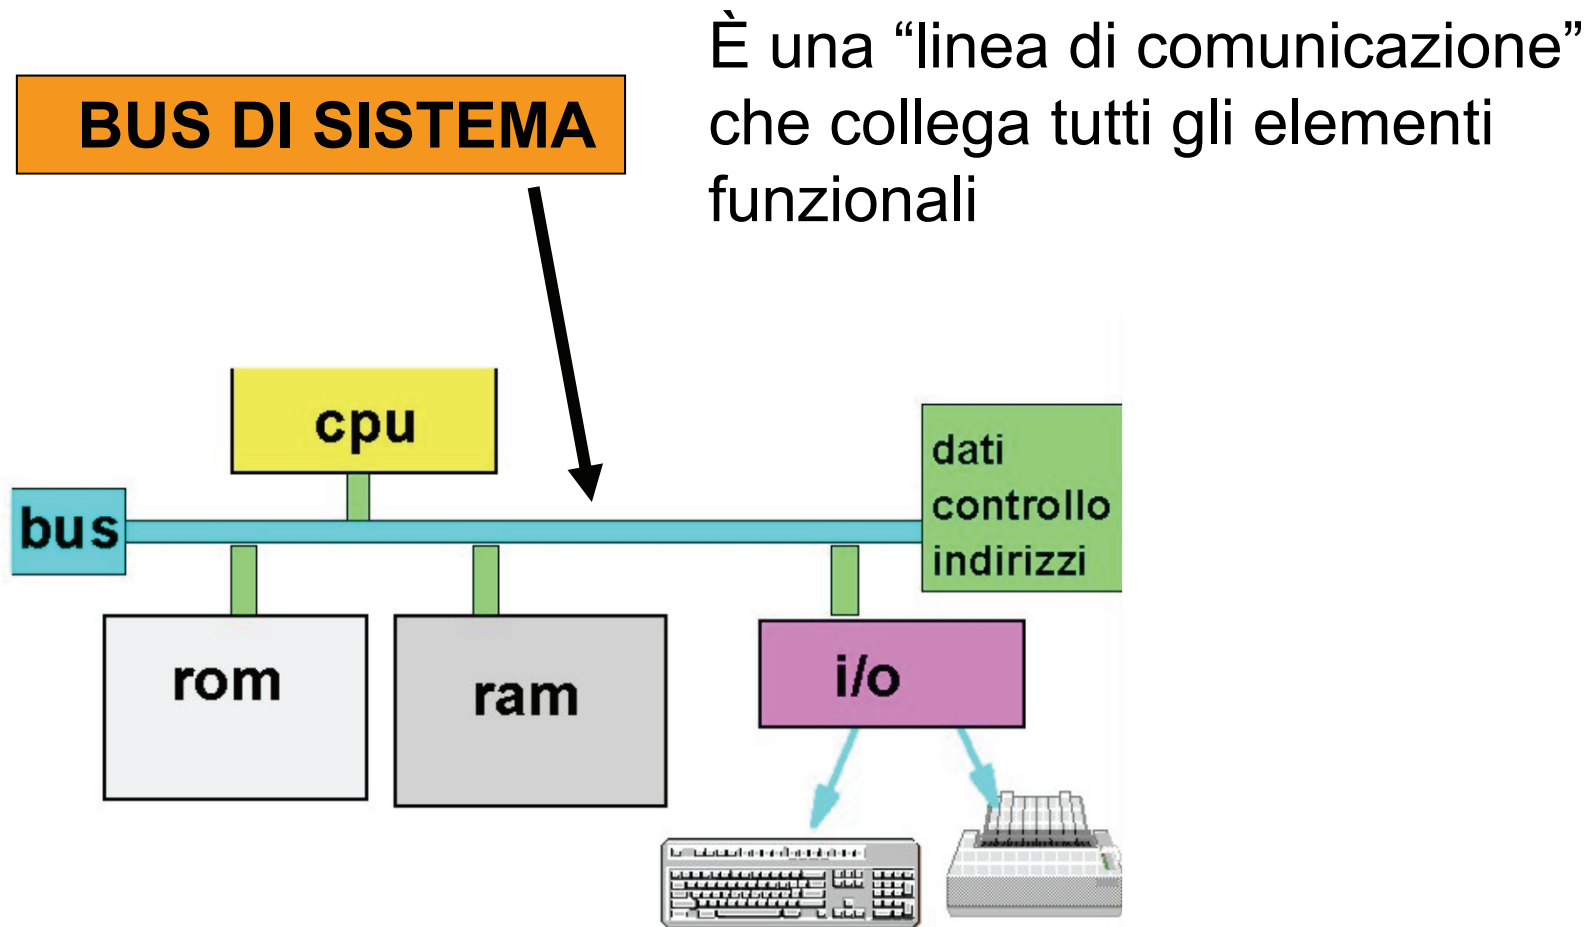 È una “linea di comunicazione”
che collega tutti gli elementi
funzionali
BUS DI SISTEMA
cpu
bus
dati
controllo
indirizzi
rom
ram
i/o